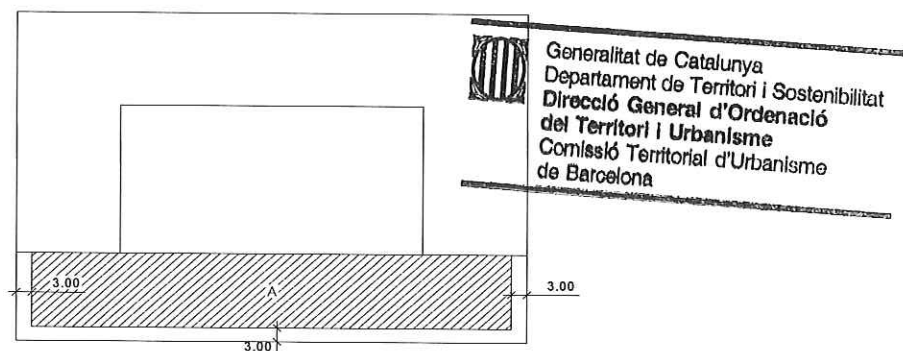 Generalitat de Catalunya
Departament de Territori i Sostenibilitat
Direcció General d'Ordenació
del Territori i Urbanisme
Comissió Territorial d'Urbanisme
de Barcelona
3.00
A
3.00
3.00